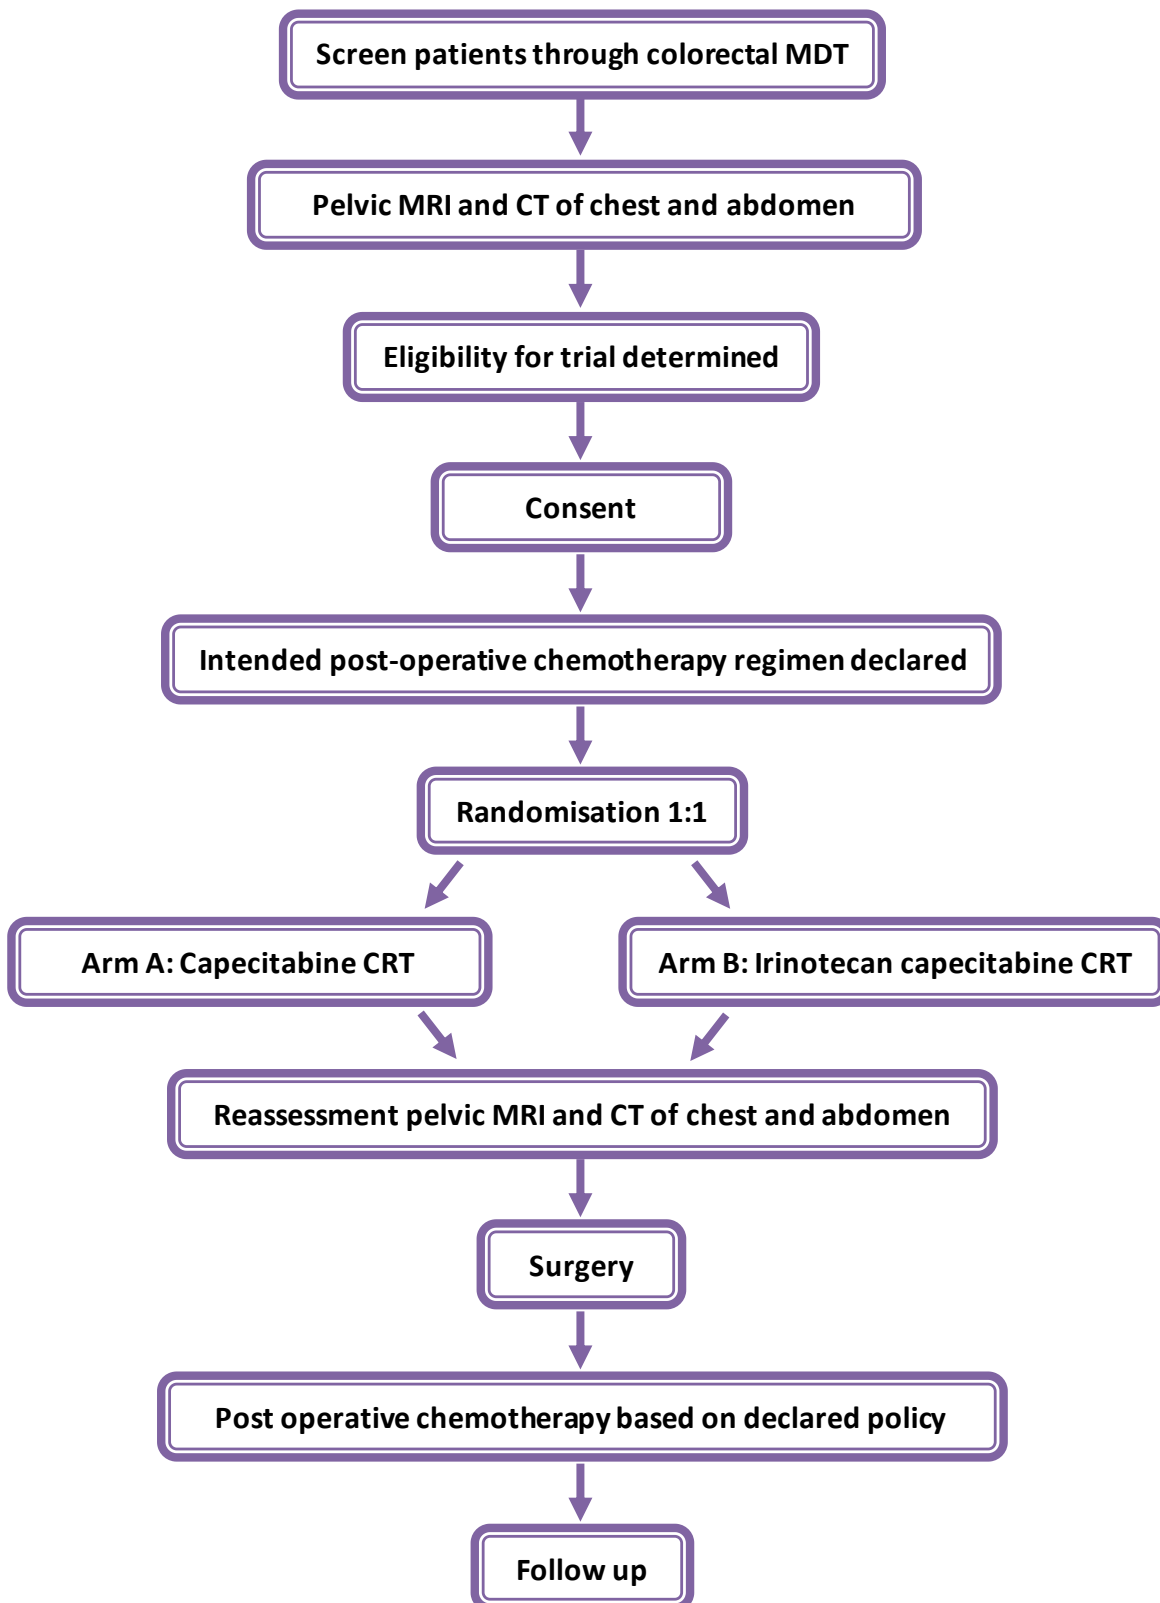 Screen patients through colorectal MDT
Pelvic MRI and CT of chest and abdomen
Eligibility for trial determined
Consent
Intended post-operative chemotherapy regimen declared
Randomisation 1:1
Arm A: Capecitabine CRT
Arm B: Irinotecan capecitabine CRT
Reassessment pelvic MRI and CT of chest and abdomen
Surgery
Post operative chemotherapy based on declared policy
Follow up